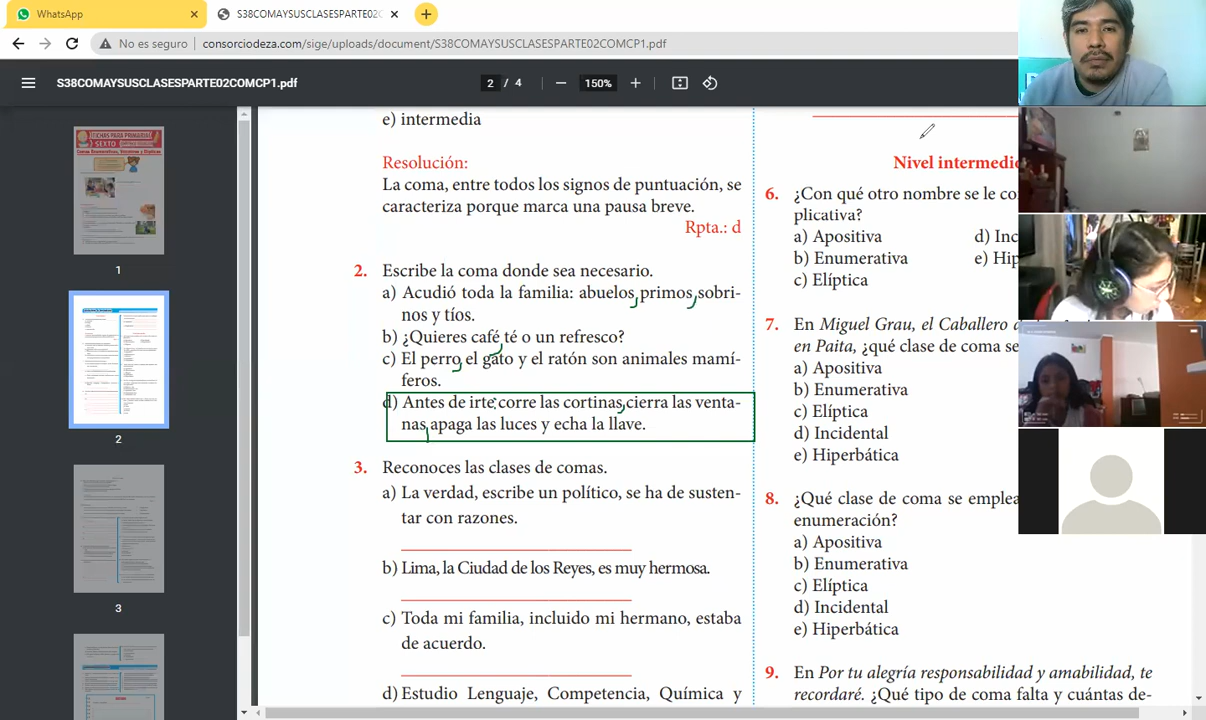 WhatsApp
S38COMAYSUSCLASESPARTE02C
No es seguro
consorciodeza.com/sige/uploads/document/S38COMAYSUSCLASESPARTE02COMCP1.pdf
S38COMAYSUSCLASESPARTE02COMCP1.pdf
2 / 4
150%
1
2
3
e) intermedia
Resolución:
La coma, entre todos los signos de puntuación, se
caracteriza porque marca una pausa breve.
Rpta.: d
2. Escribe la coma donde sea necesario.
a) Acudió toda la familia: abuelos, primos, sobri-
nos y tíos.
b) ¿Quieres café, té o un refresco?
c) El perro, el gato y el ratón son animales mamí-
feros.
d) Antes de irte: corre las cortinas, cierra las venta-
nas, apaga las luces y echa la llave.
3. Reconoces las clases de comas.
a) La verdad, escribe un político, se ha de susten-
tar con razones.
b) Lima, la Ciudad de los Reyes, es muy hermosa.
c) Toda mi familia, incluido mi hermano, estaba
de acuerdo.
d) Estudio Lenguaje, Competencia, Química y
Nivel intermedio
6. ¿Con qué otro nombre se le co
plicativa?
a) Apositiva
d) Inc
b) Enumerativa
e) Hip
c) Elíptica
7. En Miguel Grau, el Caballero d
en Paita, ¿qué clase de coma se
a) Apositiva
b) Enumerativa
c) Elíptica
d) Incidental
e) Hiperbática
8. ¿Qué clase de coma se emplea
enumeración?
a) Apositiva
b) Enumerativa
c) Elíptica
d) Incidental
e) Hiperbática
9. En Por tu alegría responsabilidad y amabilidad, te
recordaré. ¿Qué tipo de coma falta y cuántas de-